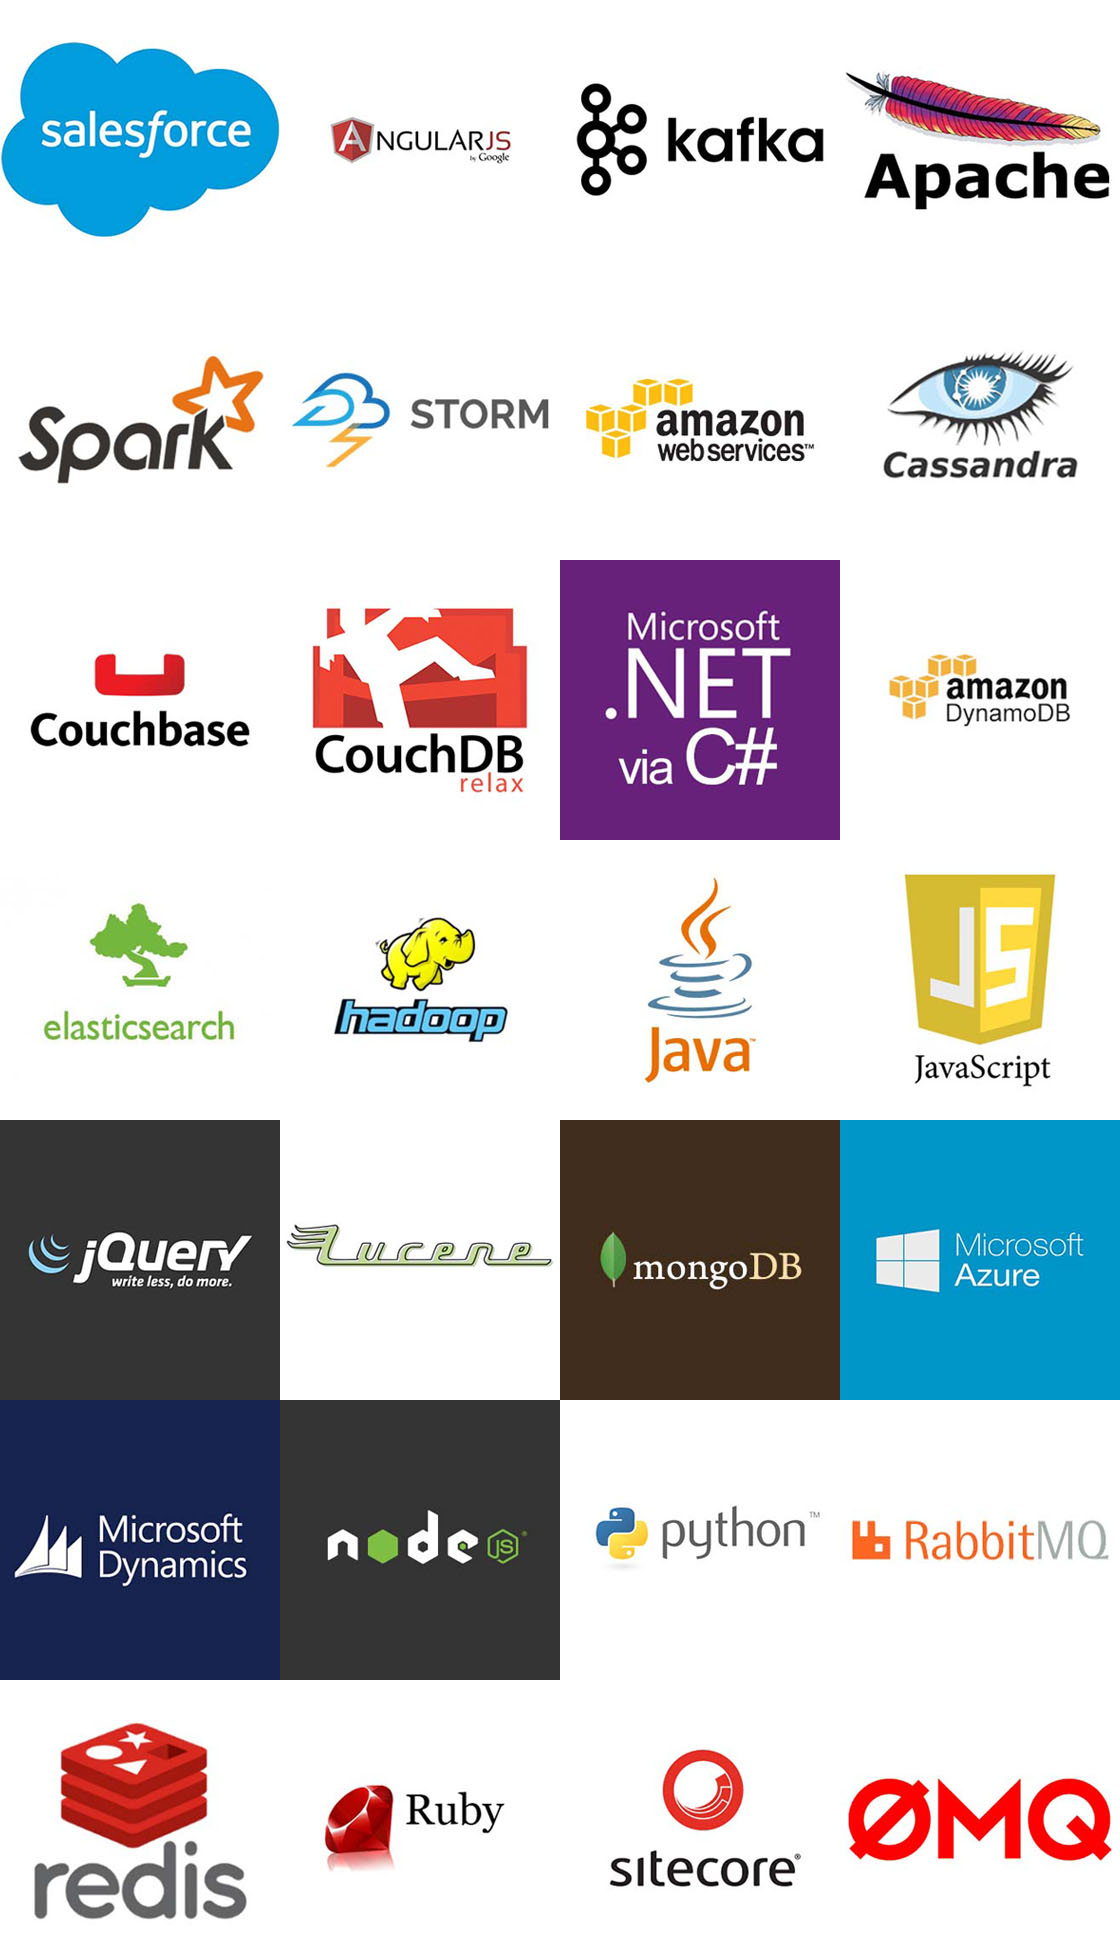 salesforce
ANGULARJS
by Google
kafka
Apache
Spark
STORM
amazon
web services™
Cassandra
Couchbase
CouchDB
relax
Microsoft
.NET
via C#
amazon
DynamoDB
elasticsearch
hadoop
Java™
JS
JavaScript
jQuery
write less, do more.
Lucene
mongoDB
Microsoft
Azure
Microsoft
Dynamics
node JS®
python™
RabbitMQ
redis
Ruby
sitecore®
ØMQ